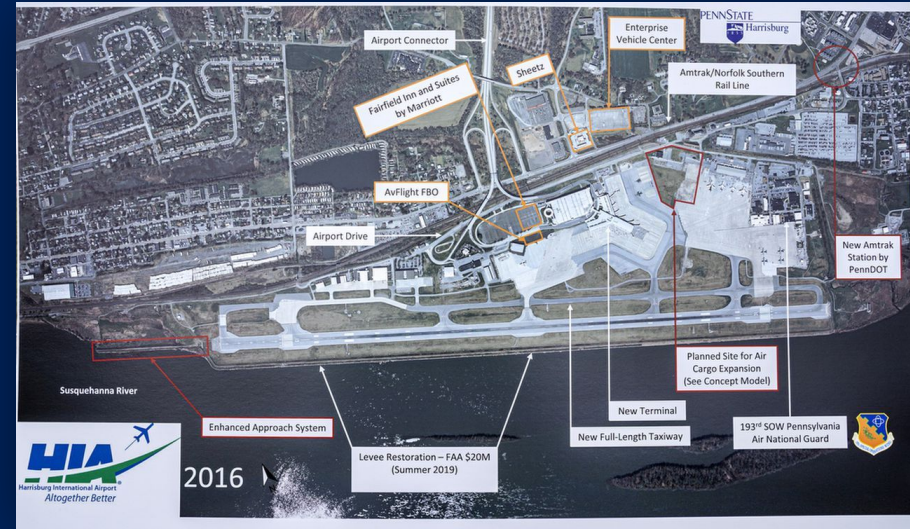 PENNSTATE
Harrisburg
1855
Enterprise
Vehicle Center
Airport Connector
Sheetz
Amtrak/Norfolk Southern
Rail Line
Fairfield Inn and Suites
by Marriott
AvFlight FBO
Airport Drive
New Amtrak
Station by
PennDOT
Planned Site for Air
Cargo Expansion
(See Concept Model)
Susquehanna River
Enhanced Approach System
New Terminal
New Full-Length Taxiway
193rd SOW Pennsylvania
Air National Guard
Levee Restoration – FAA $20M
(Summer 2019)
HIA
Harrisburg International Airport
Altogether Better
2016